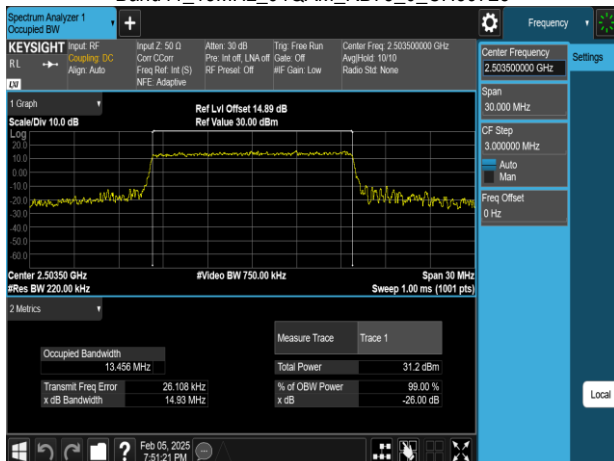 Spectrum Analyzer 1
Occupied BW
+
Frequency
KEYSIGHT
RL
Input: RF
Coupling: DC
Align: Auto
Input Z: 50 Ω
Corr CCorr
Freq Ref: Int (S)
NFE: Adaptive
Atten: 30 dB
Pre: Int off, LNA off
RF Presel: Off
Trig: Free Run
Gate: Off
#IF Gain: Low
Center Freq: 2.503500000 GHz
Avg|Hold: 10/10
Radio Std: None
LXI
Center Frequency
2.503500000 GHz
Settings
Span
30.000 MHz
CF Step
3.000000 MHz
Auto
Man
Freq Offset
0 Hz
Local
1 Graph
Scale/Div 10.0 dB
Ref Lvl Offset 14.89 dB
Ref Value 30.00 dBm
Log
20.0
10.0
0.00
-10.0
-20.0
-30.0
-40.0
-50.0
-60.0
Center 2.50350 GHz
#Res BW 220.00 kHz
#Video BW 750.00 kHz
Span 30 MHz
Sweep 1.00 ms (1001 pts)
2 Metrics
Measure Trace
Trace 1
Occupied Bandwidth
13.456 MHz
Total Power
31.2 dBm
Transmit Freq Error
26.108 kHz
% of OBW Power
99.00 %
x dB Bandwidth
14.93 MHz
x dB
-26.00 dB
?
Feb 05, 2025
7:51:21 PM